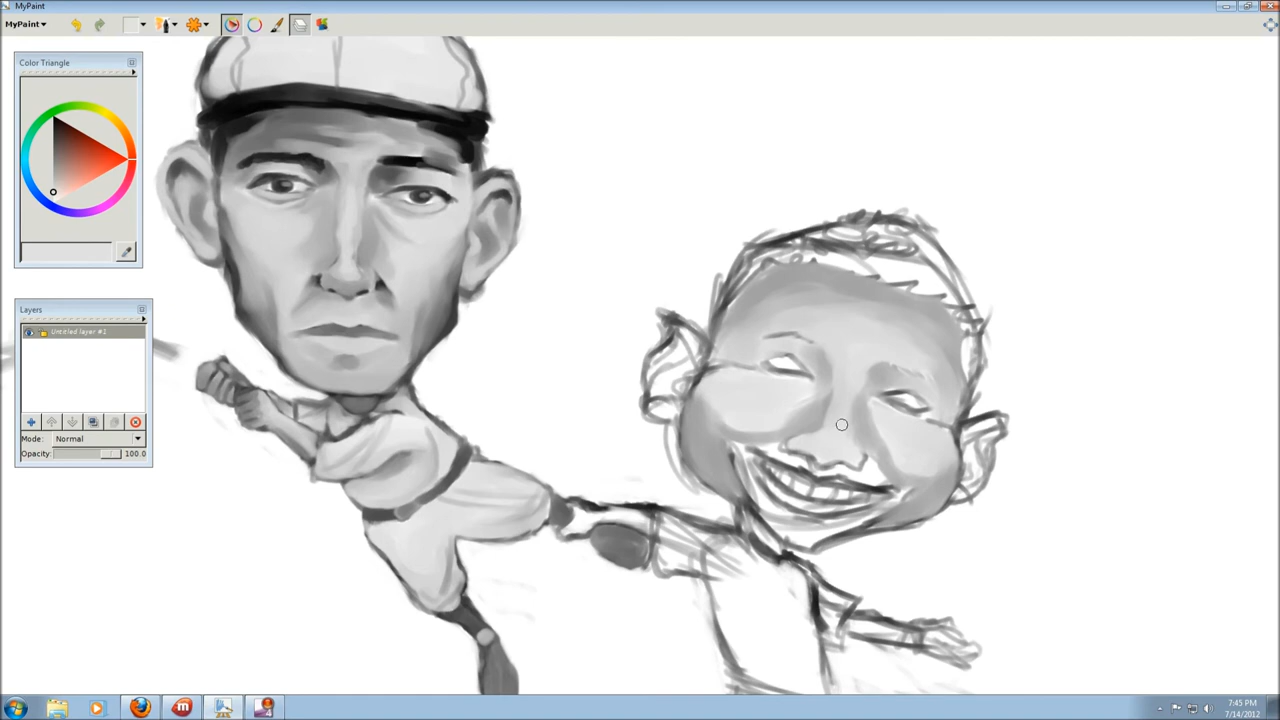 MyPaint
MyPaint
Color Triangle
Layers
Untitled layer #1
Mode: Normal
Opacity: 100.0
7:45 PM
7/14/2012